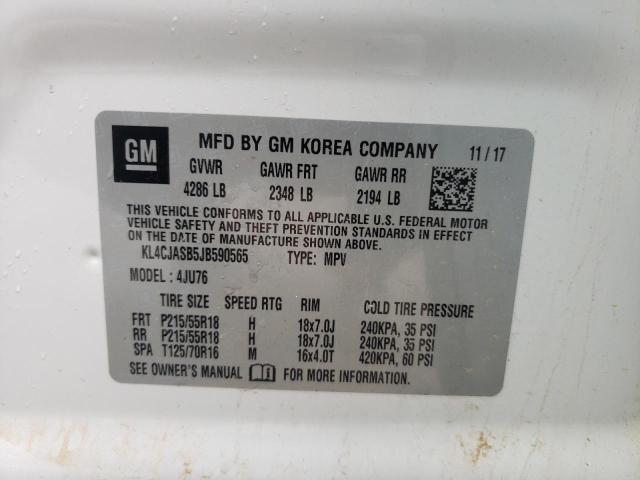 GM MFD BY GM KOREA COMPANY 11/17
GVWR GAWR FRT GAWR RR
4286 LB 2348 LB 2194 LB
THIS VEHICLE CONFORMS TO ALL APPLICABLE U.S. FEDERAL MOTOR
VEHICLE SAFETY AND THEFT PREVENTION STANDARDS IN EFFECT
ON THE DATE OF MANUFACTURE SHOWN ABOVE.
KL4CJASB5JB590565 TYPE: MPV
MODEL: 4JU76
TIRE SIZE SPEED RTG RIM COLD TIRE PRESSURE
FRT P215/55R18 H 18x7.0J 240KPA, 35 PSI
RR P215/55R18 H 18x7.0J 240KPA, 35 PSI
SPA T125/70R16 M 16x4.0T 420KPA, 60 PSI
SEE OWNER'S MANUAL FOR MORE INFORMATION.